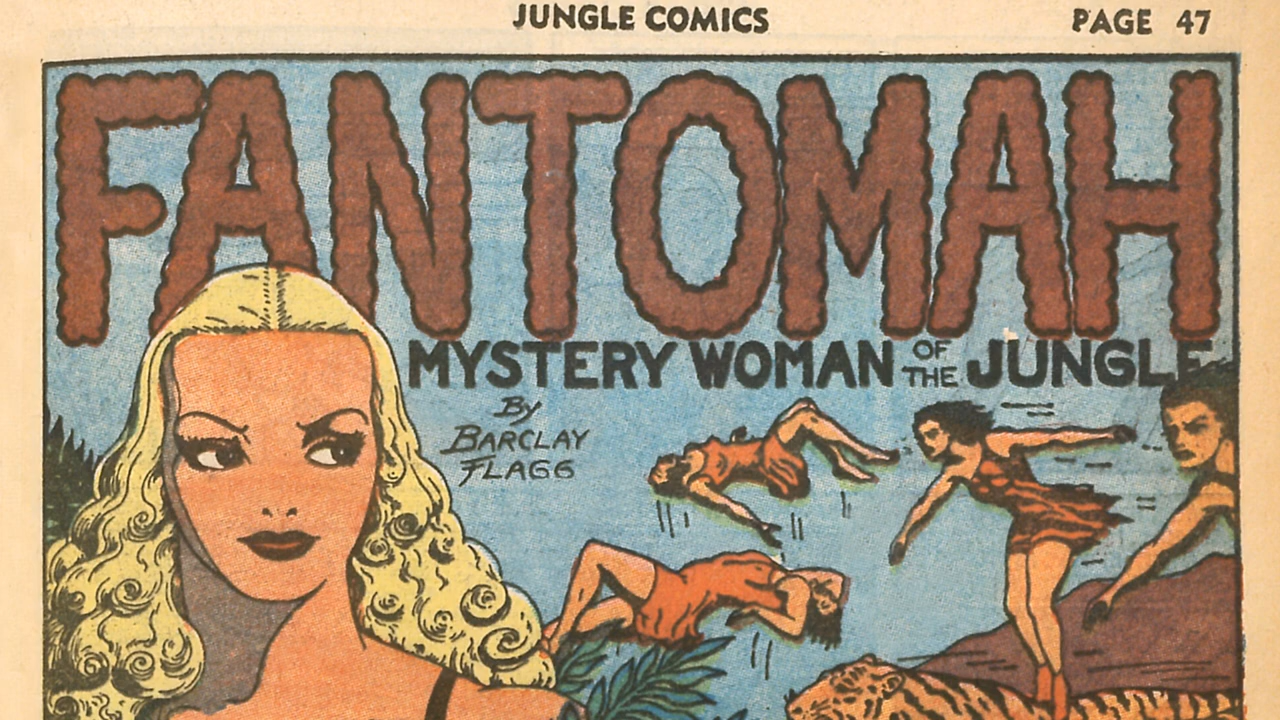 JUNGLE COMICS PAGE 47
FANTOMAH
MYSTERY WOMAN OF THE JUNGLE
By
BARCLAY
FLAGG